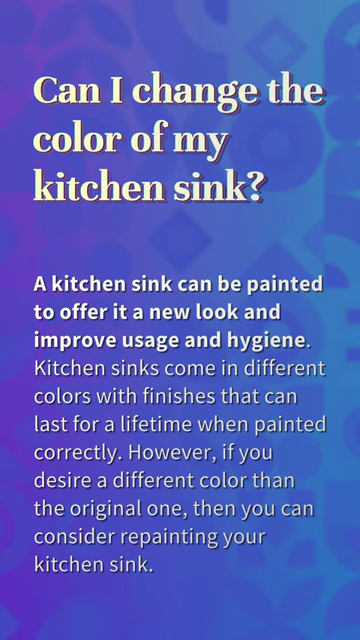 Can I change the
color of my
kitchen sink?
A kitchen sink can be painted
to offer it a new look and
improve usage and hygiene.
Kitchen sinks come in different
colors with finishes that can
last for a lifetime when painted
correctly. However, if you
desire a different color than
the original one, then you can
consider repainting your
kitchen sink.